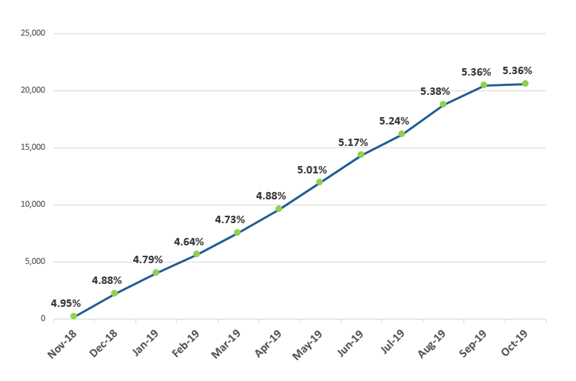 25,000
20,000
15,000
10,000
5,000
0
4.95%
4.88%
4.79%
4.64%
4.73%
4.88%
5.01%
5.17%
5.24%
5.38%
5.36%
5.36%
Nov-18
Dec-18
Jan-19
Feb-19
Mar-19
Apr-19
May-19
Jun-19
Jul-19
Aug-19
Sep-19
Oct-19